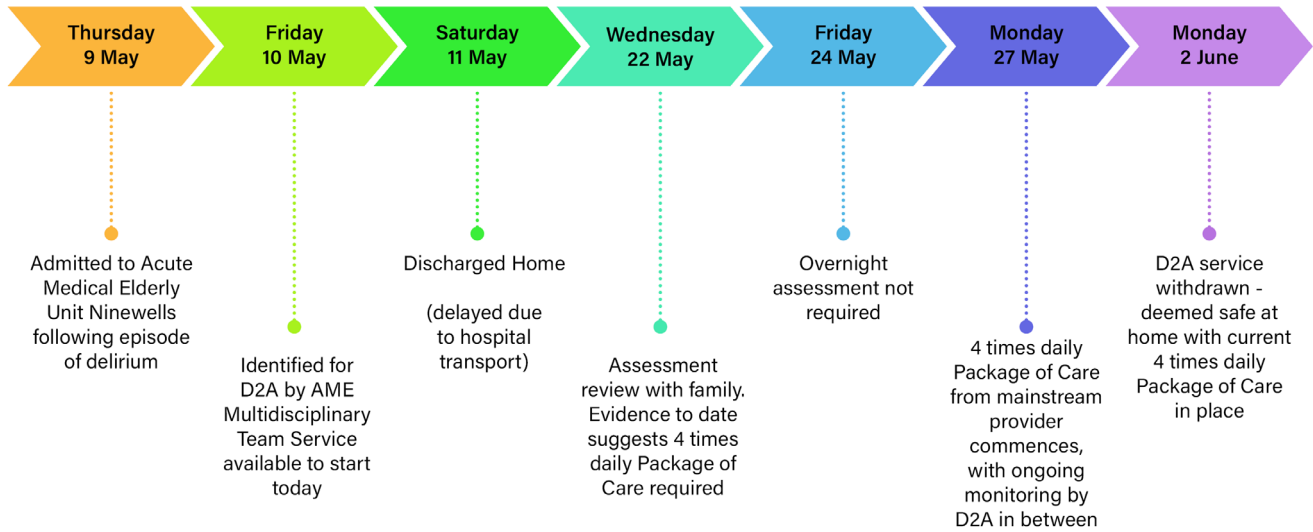 Thursday
9 May
Friday
10 May
Saturday
11 May
Wednesday
22 May
Friday
24 May
Monday
27 May
Monday
2 June
Admitted to Acute
Medical Elderly
Unit Ninewells
following episode
of delirium
Identified for
D2A by AME
Multidisciplinary
Team Service
available to start
today
Discharged Home
(delayed due
to hospital
transport)
Assessment
review with family.
Evidence to date
suggests 4 times
daily Package of
Care required
Overnight
assessment not
required
4 times daily
Package of Care
from mainstream
provider
commences,
with ongoing
monitoring by
D2A in between
D2A service
withdrawn -
deemed safe at
home with current
4 times daily
Package of Care
in place